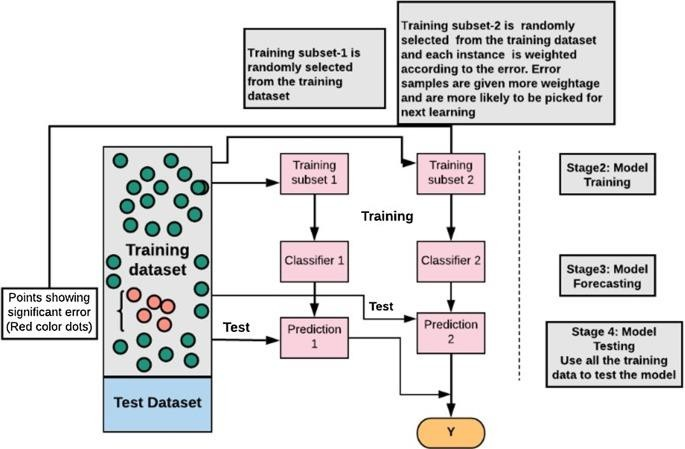 Training subset-1 is
randomly selected
from the training
dataset
Training subset-2 is randomly
selected from the training dataset
and each instance is weighted
according to the error. Error
samples are given more weightage
and are more likely to be picked for
next learning
Training
subset 1
Training
subset 2
Stage2: Model
Training
Training
Training
dataset
Classifier 1
Classifier 2
Stage3: Model
Forecasting
Points showing
significant error
(Red color dots)
Test
Test
Prediction
1
Prediction
2
Stage 4: Model
Testing
Use all the training
data to test the model
Test Dataset
Y